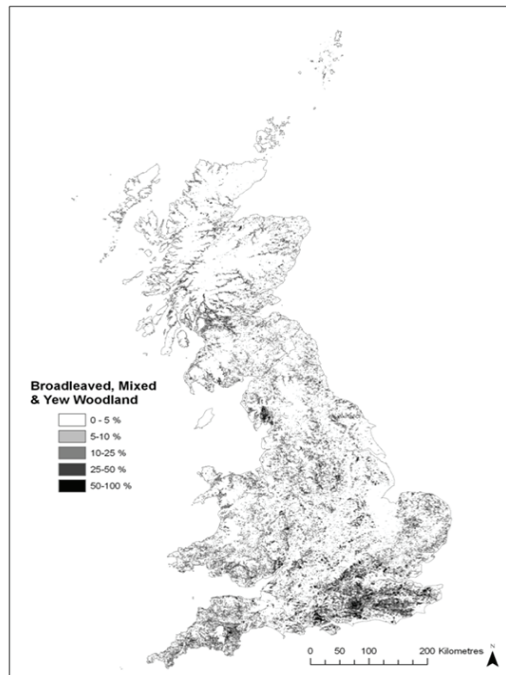 Broadleaved, Mixed
& Yew Woodland
0 - 5 %
5-10 %
10-25 %
25-50 %
50-100 %
N
0 50 100 200 Kilometres